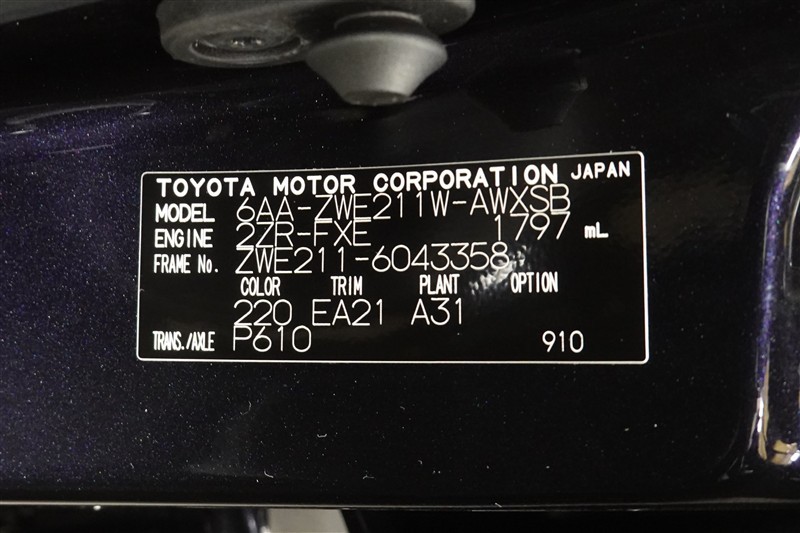 TOYOTA MOTOR CORPORATION JAPAN
MODEL 6AA-ZWE211W-AWXSB
ENGINE 2ZR-FXE 1797 mL
FRAME No. ZWE211-6043358
COLOR TRIM PLANT OPTION
220 EA21 A31
TRANS./AXLE P610 910